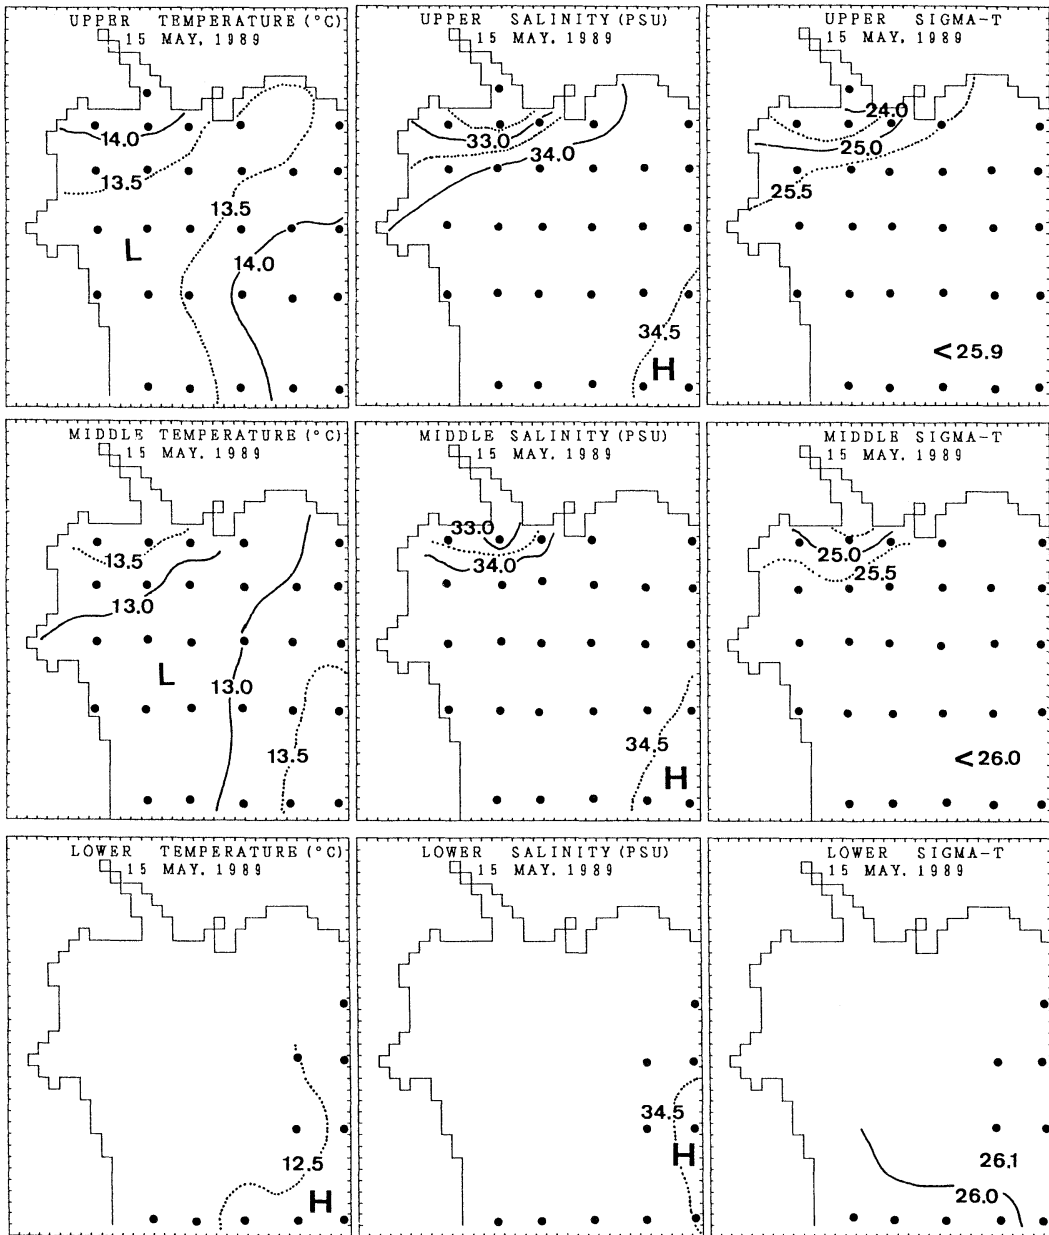 UPPER TEMPERATURE (°C)
15 MAY, 1989
14.0
13.5
13.5
L
14.0
UPPER SALINITY (PSU)
15 MAY, 1989
33.0
34.0
34.5
H
UPPER SIGMA-T
15 MAY, 1989
24.0
25.0
25.5
<25.9
MIDDLE TEMPERATURE (°C)
15 MAY, 1989
13.5
13.0
L
13.0
13.5
MIDDLE SALINITY (PSU)
15 MAY, 1989
33.0
34.0
34.5
H
MIDDLE SIGMA-T
15 MAY, 1989
25.0
25.5
<26.0
LOWER TEMPERATURE (°C)
15 MAY, 1989
12.5
H
LOWER SALINITY (PSU)
15 MAY, 1989
34.5
H
LOWER SIGMA-T
15 MAY, 1989
26.1
26.0